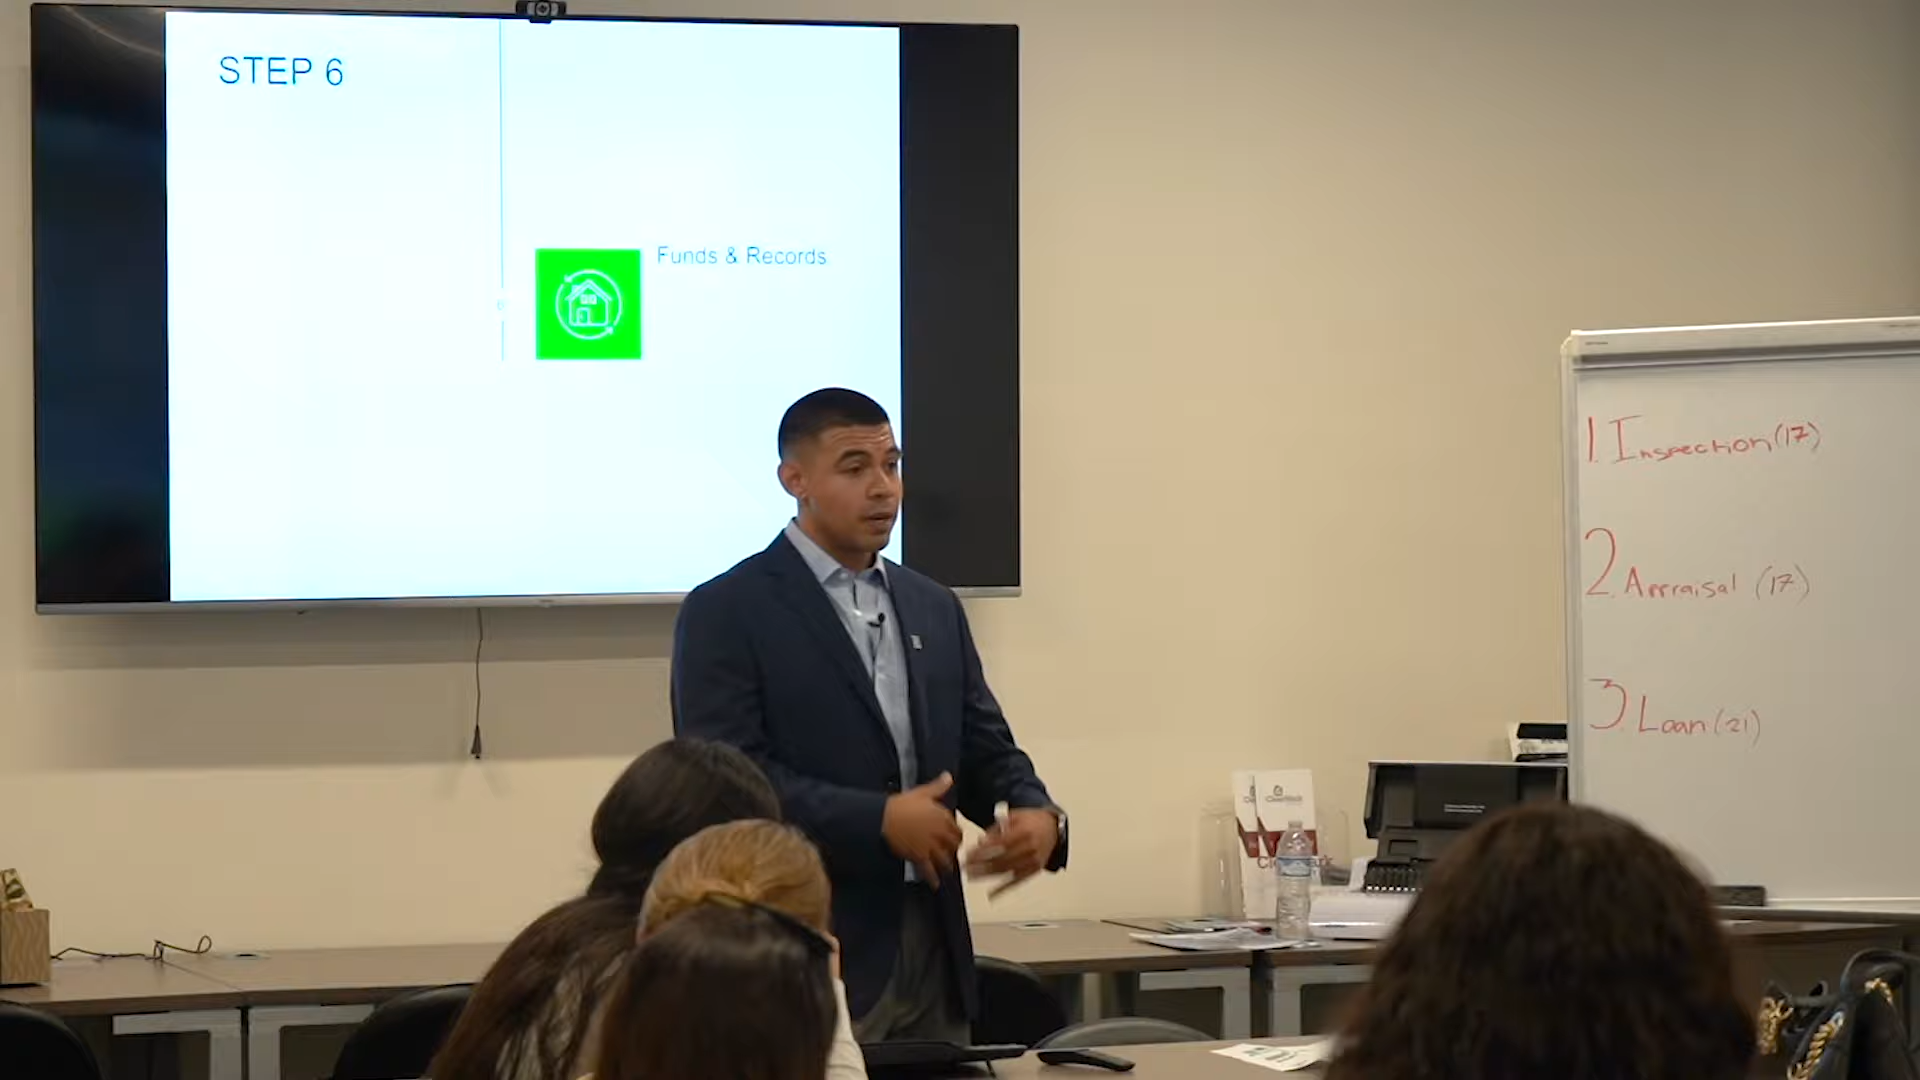 STEP 6
Funds & Records
1. Inspection (17)
2. Appraisal (17)
3. Loan (21)